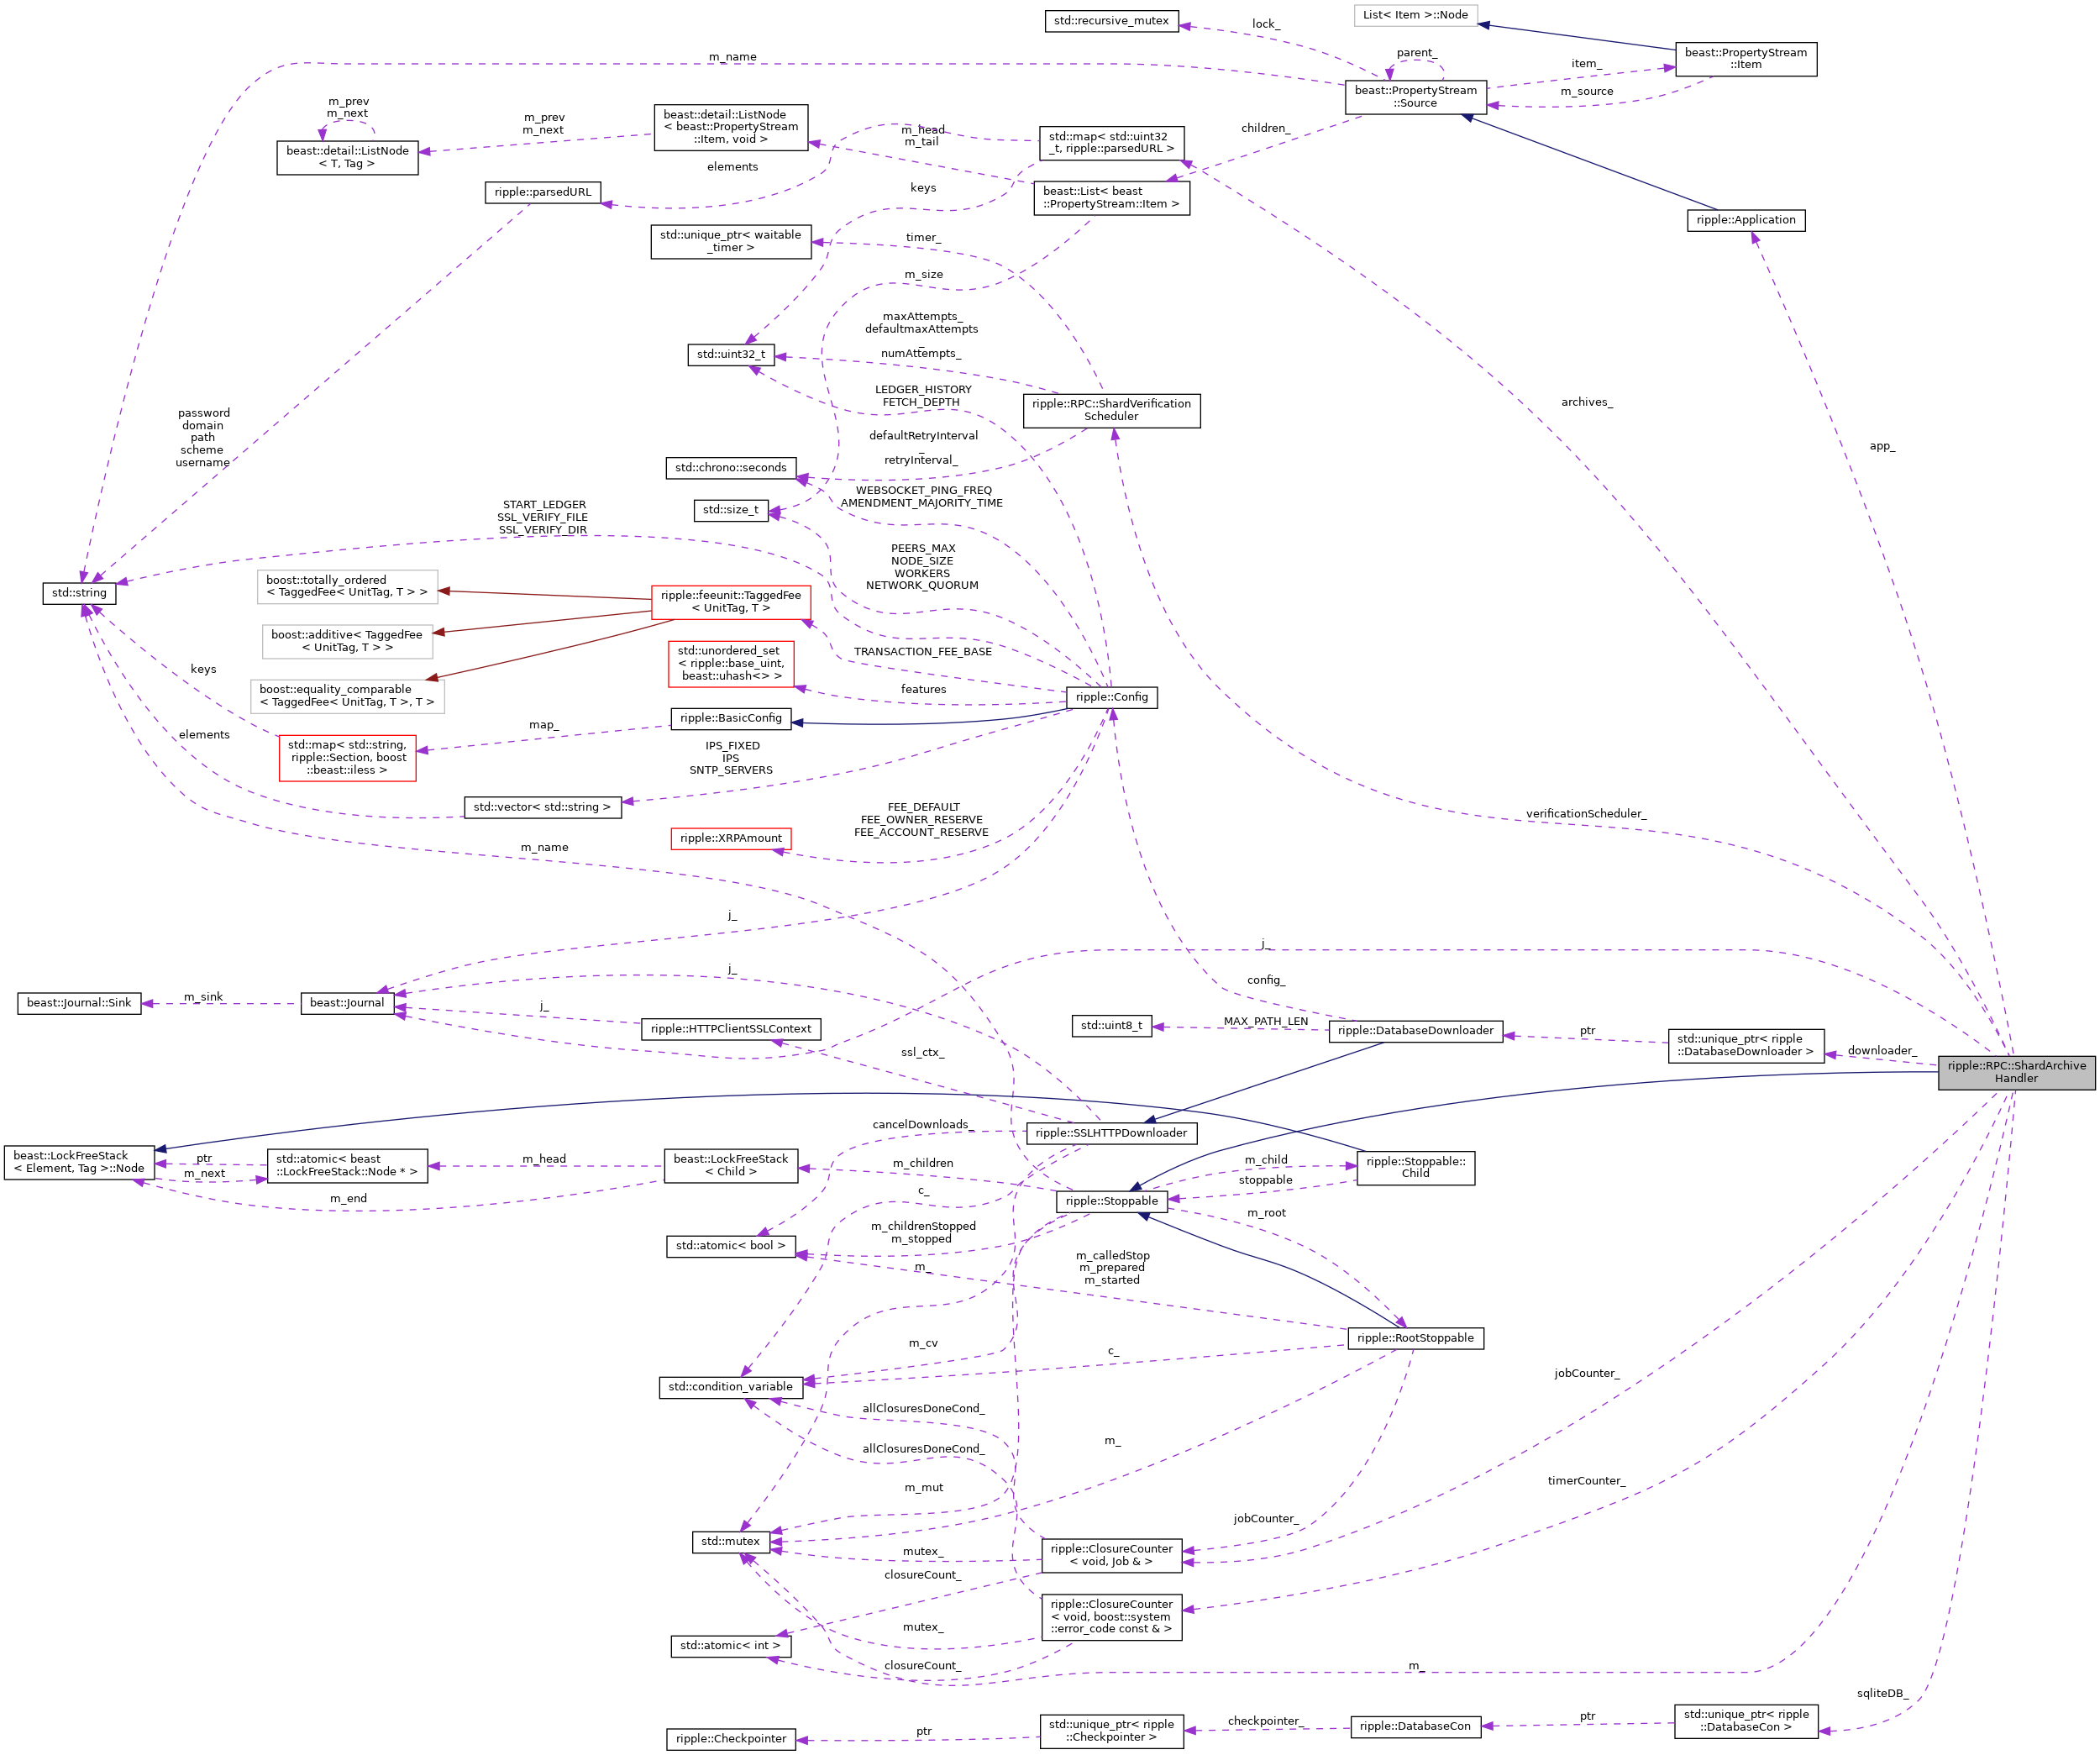 std::recursive_mutex
lock_
List< Item >::Node
beast::PropertyStream
::Item
parent_
item_
m_source
beast::PropertyStream
::Source
m_name
m_prev
m_next
beast::detail::ListNode
< T, Tag >
m_prev
m_next
beast::detail::ListNode
< beast::PropertyStream
::Item, void >
m_head
m_tail
std::map< std::uint32
_t, ripple::parsedURL >
children_
elements
ripple::parsedURL
keys
beast::List< beast
::PropertyStream::Item >
ripple::Application
std::unique_ptr< waitable
_timer >
timer_
m_size
maxAttempts_
defaultmaxAttempts
_
numAttempts_
std::uint32_t
LEDGER_HISTORY
FETCH_DEPTH
ripple::RPC::ShardVerification
Scheduler
archives_
app_
password
domain
path
scheme
username
defaultRetryInterval
_
retryInterval_
std::chrono::seconds
WEBSOCKET_PING_FREQ
AMENDMENT_MAJORITY_TIME
std::size_t
START_LEDGER
SSL_VERIFY_FILE
SSL_VERIFY_DIR
PEERS_MAX
NODE_SIZE
WORKERS
NETWORK_QUORUM
std::string
boost::totally_ordered
< TaggedFee< UnitTag, T > >
ripple::feeunit::TaggedFee
< UnitTag, T >
boost::additive< TaggedFee
< UnitTag, T > >
std::unordered_set
< ripple::base_uint,
beast::uhash<> >
TRANSACTION_FEE_BASE
keys
boost::equality_comparable
< TaggedFee< UnitTag, T >, T >
features
ripple::Config
ripple::BasicConfig
map_
elements
std::map< std::string,
ripple::Section, boost
::beast::iless >
IPS_FIXED
IPS
SNTP_SERVERS
std::vector< std::string >
FEE_DEFAULT
FEE_OWNER_RESERVE
FEE_ACCOUNT_RESERVE
ripple::XRPAmount
verificationScheduler_
m_name
j_
j_
j_
config_
beast::Journal::Sink
m_sink
beast::Journal
j_
ripple::HTTPClientSSLContext
std::uint8_t
MAX_PATH_LEN
ripple::DatabaseDownloader
ptr
std::unique_ptr< ripple
::DatabaseDownloader >
downloader_
ssl_ctx_
ripple::RPC::ShardArchive
Handler
cancelDownloads_
ripple::SSLHTTPDownloader
beast::LockFreeStack
< Element, Tag >::Node
ptr
m_next
std::atomic< beast
::LockFreeStack::Node * >
m_head
m_end
beast::LockFreeStack
< Child >
m_children
m_child
stoppable
ripple::Stoppable::
Child
c_
ripple::Stoppable
m_root
m_childrenStopped
m_stopped
std::atomic< bool >
m_
m_calledStop
m_prepared
m_started
m_cv
c_
ripple::RootStoppable
std::condition_variable
jobCounter_
allClosuresDoneCond_
allClosuresDoneCond_
m_
timerCounter_
m_mut
jobCounter_
std::mutex
mutex_
ripple::ClosureCounter
< void, Job & >
closureCount_
ripple::ClosureCounter
< void, boost::system
::error_code const & >
mutex_
std::atomic< int >
closureCount_
m_
sqliteDB_
ripple::Checkpointer
ptr
std::unique_ptr< ripple
::Checkpointer >
checkpointer_
ripple::DatabaseCon
ptr
std::unique_ptr< ripple
::DatabaseCon >